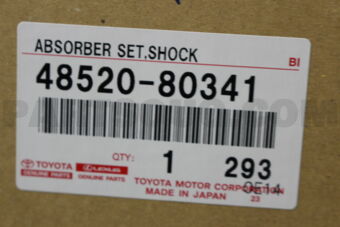 ABSORBER SET,SHOCK
BI
48520-80341
QTY: 1 293
TOYOTA LEXUS
GENUINE PARTS GENUINE PARTS
TOYOTA MOTOR CORPORATION
MADE IN JAPAN 23